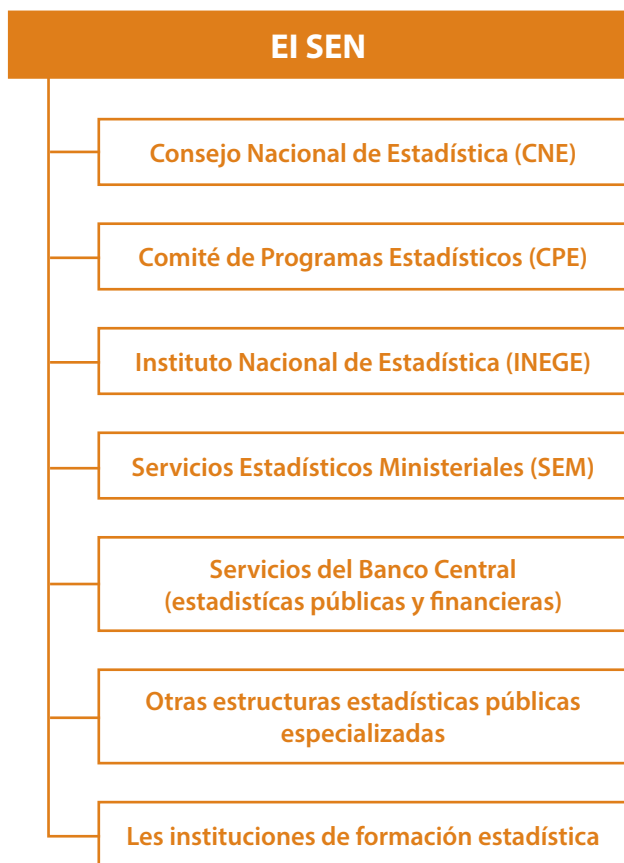 El SEN
Consejo Nacional de Estadística (CNE)
Comité de Programas Estadísticos (CPE)
Instituto Nacional de Estadística (INEGE)
Servicios Estadísticos Ministeriales (SEM)
Servicios del Banco Central
(estadistícas públicas y financieras)
Otras estructuras estadísticas públicas
especializadas
Les instituciones de formación estadística